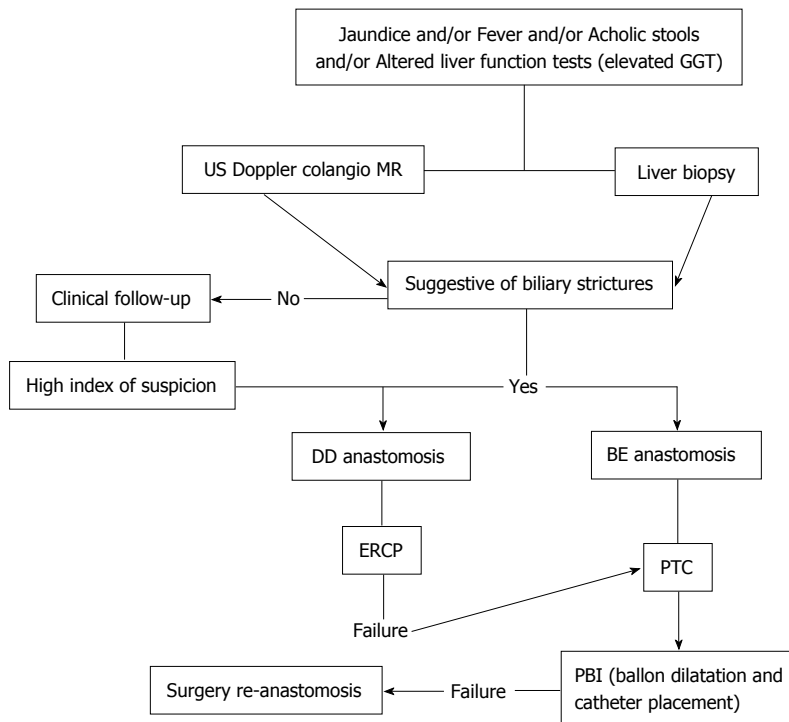 Jaundice and/or Fever and/or Acholic stools
and/or Altered liver function tests (elevated GGT)
US Doppler colangio MR
Liver biopsy
Suggestive of biliary strictures
No
Clinical follow-up
High index of suspicion
Yes
DD anastomosis
BE anastomosis
ERCP
PTC
Failure
PBI (ballon dilatation and
catheter placement)
Failure
Surgery re-anastomosis